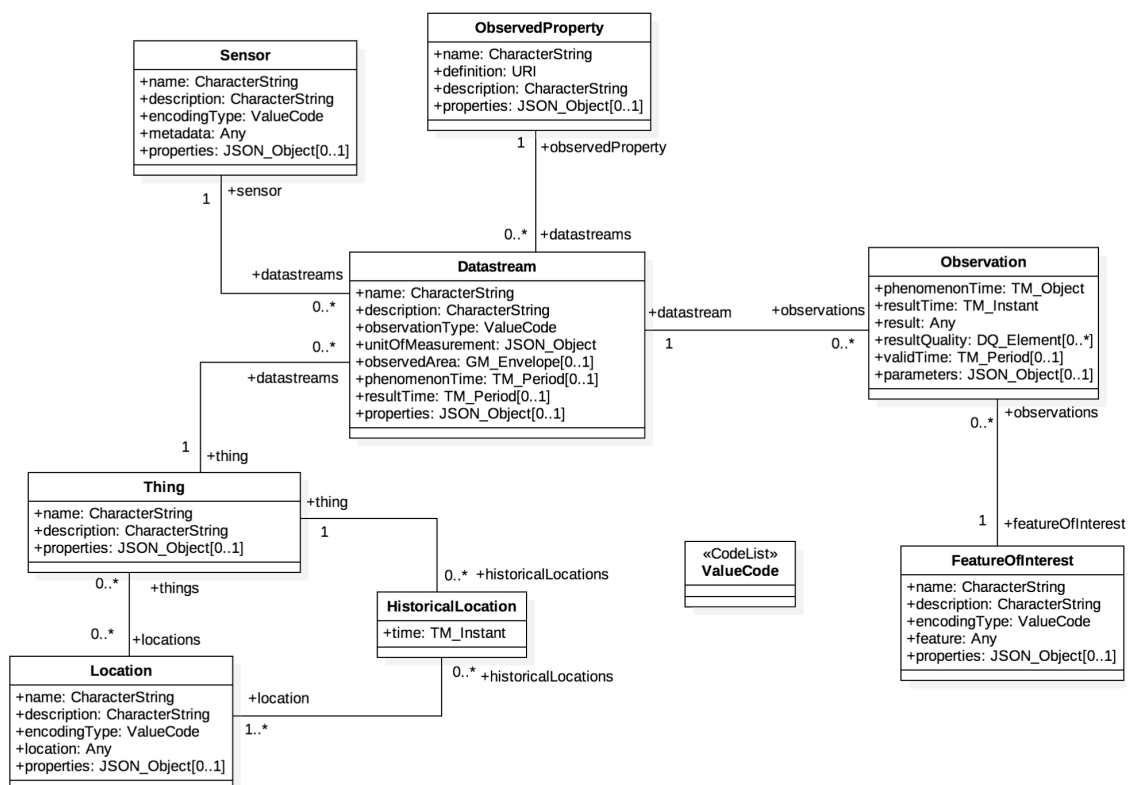 ObservedProperty
+name: CharacterString
+definition: URI
+description: CharacterString
+properties: JSON_Object[0..1]
Sensor
+name: CharacterString
+description: CharacterString
+encodingType: ValueCode
+metadata: Any
+properties: JSON_Object[0..1]
1
+observedProperty
1
+sensor
0..*
+datastreams
+datastreams
0..*
Datastream
+name: CharacterString
+description: CharacterString
+observationType: ValueCode
+unitOfMeasurement: JSON_Object
+observedArea: GM_Envelope[0..1]
+phenomenonTime: TM_Period[0..1]
+resultTime: TM_Period[0..1]
+properties: JSON_Object[0..1]
+datastream
1
+observations
0..*
Observation
+phenomenonTime: TM_Object
+resultTime: TM_Instant
+result: Any
+resultQuality: DQ_Element[0..*]
+validTime: TM_Period[0..1]
+parameters: JSON_Object[0..1]
0..*
+datastreams
0..*
+observations
1
+thing
Thing
+name: CharacterString
+description: CharacterString
+properties: JSON_Object[0..1]
+thing
1
1
+featureOfInterest
«CodeList»
ValueCode
FeatureOfInterest
+name: CharacterString
+description: CharacterString
+encodingType: ValueCode
+feature: Any
+properties: JSON_Object[0..1]
0..*
+things
0..*
+historicalLocations
HistoricalLocation
+time: TM_Instant
0..*
+locations
0..*
+historicalLocations
Location
+name: CharacterString
+description: CharacterString
+encodingType: ValueCode
+location: Any
+properties: JSON_Object[0..1]
+location
1..*